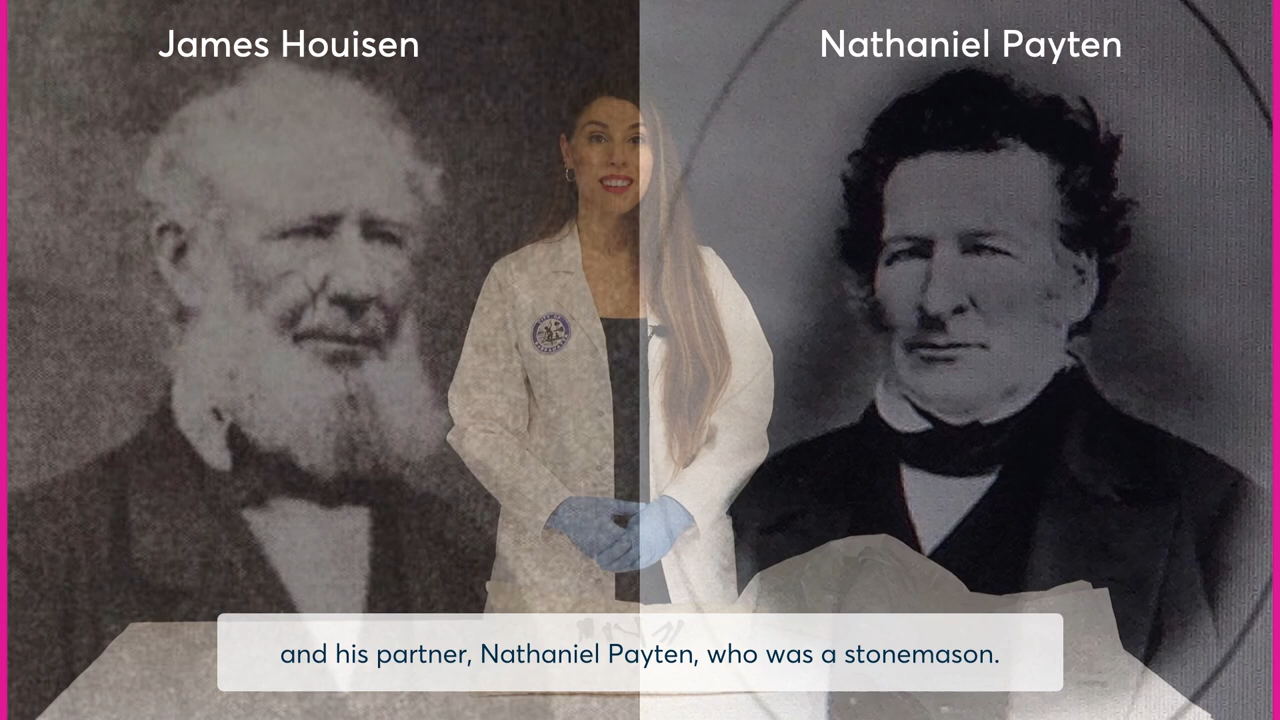 James Houisen
Nathaniel Payten
and his partner, Nathaniel Payten, who was a stonemason.